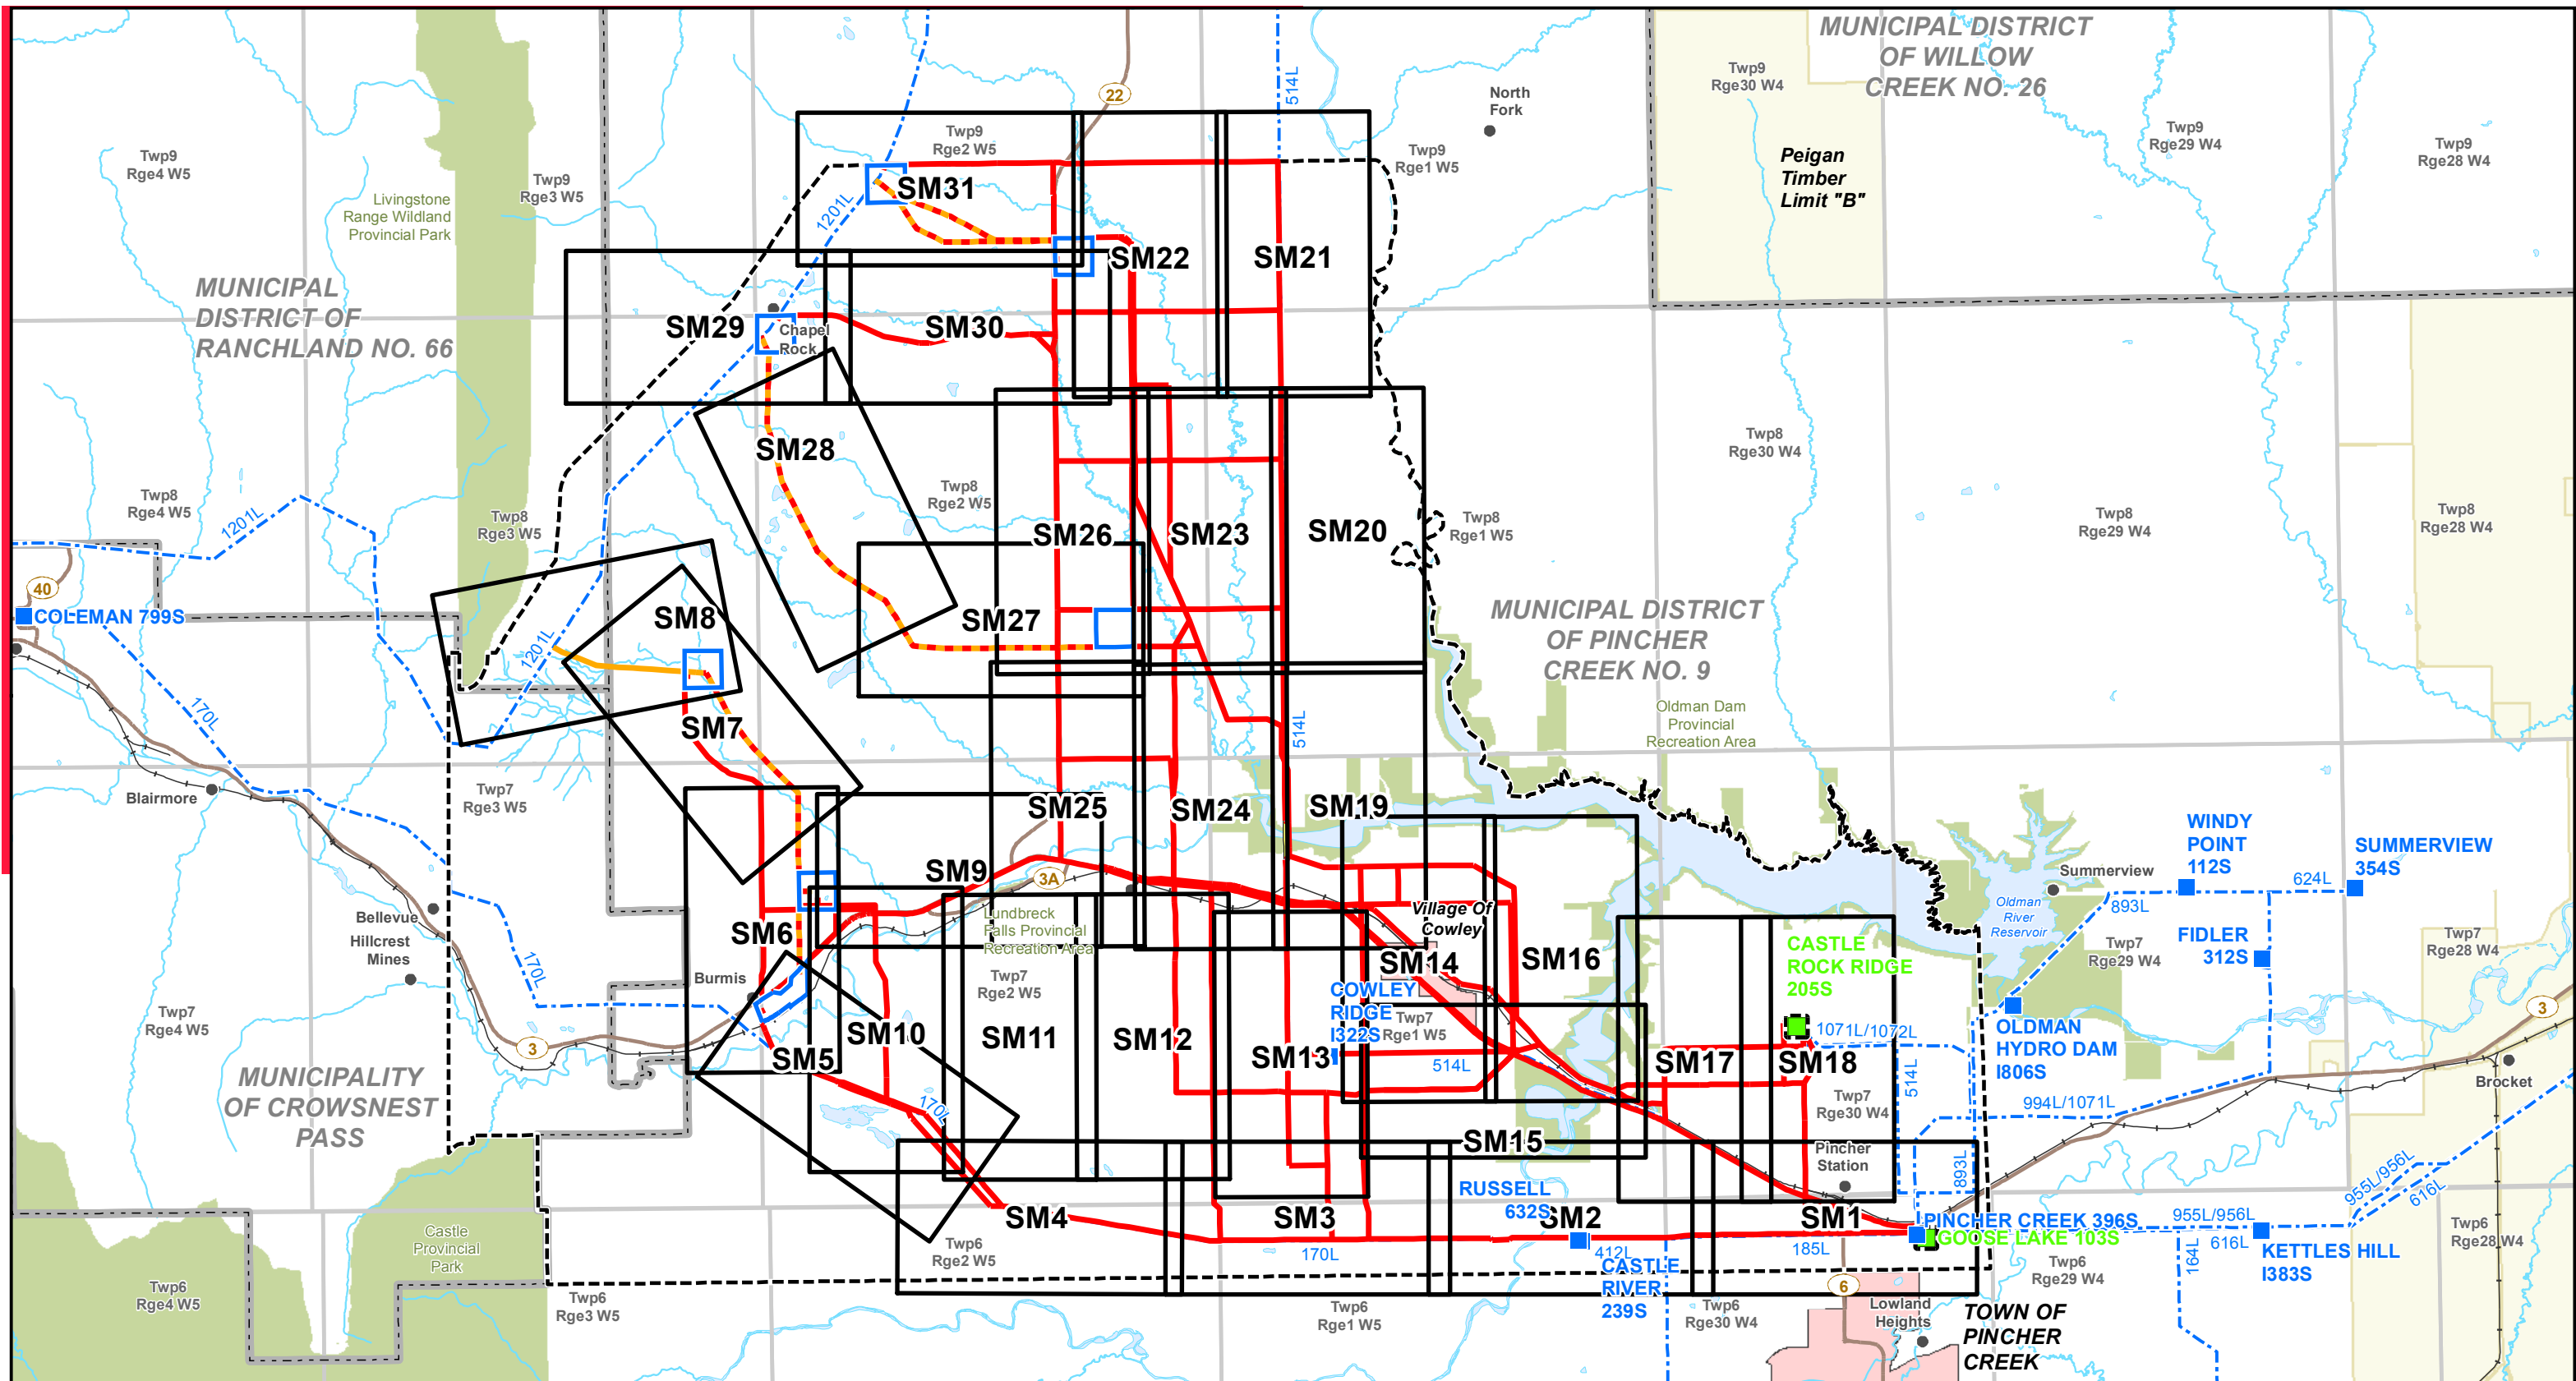 MUNICIPAL DISTRICT
OF WILLOW
CREEK NO. 26
22
514L
North
Fork
Twp9
Rge30 W4
Twp9
Rge4 W5
Twp9
Rge3 W5
Twp9
Rge2 W5
Twp9
Rge1 W5
Twp9
Rge29 W4
Twp9
Rge28 W4
Peigan
Timber
Limit "B"
Livingstone
Range Wildland
Provincial Park
1201L
SM31
SM22
SM21
MUNICIPAL
DISTRICT OF
RANCHLAND NO. 66
SM29
Chapel
Rock
SM30
SM28
Twp8
Rge4 W5
1201L
Twp8
Rge3 W5
Twp8
Rge2 W5
SM26
SM23
SM20
Twp8
Rge1 W5
Twp8
Rge30 W4
Twp8
Rge29 W4
Twp8
Rge28 W4
40
COLEMAN 799S
SM8
1201L
SM27
MUNICIPAL DISTRICT
OF PINCHER
CREEK NO. 9
170L
SM7
514L
Oldman Dam
Provincial
Recreation Area
Blairmore
Twp7
Rge3 W5
SM25
SM24
SM19
WINDY
POINT
112S
SUMMERVIEW
354S
SM9
3A
Summerview
624L
893L
Bellevue
Hillcrest
Mines
SM6
Lundbreck
Falls Provincial
Recreation Area
Village Of
Cowley
Oldman
River
Reservoir
FIDLER
312S
Twp7
Rge29 W4
Twp7
Rge28 W4
170L
Burmis
Twp7
Rge2 W5
SM14
SM16
CASTLE
ROCK RIDGE
205S
COWLEY
RIDGE
I322S
Twp7
Rge1 W5
Twp7
Rge4 W5
3
SM5
SM10
SM11
SM12
SM13
514L
SM17
SM18
1071L/1072L
OLDMAN
HYDRO DAM
I806S
3
Brocket
514L
994L/1071L
MUNICIPALITY
OF CROWSNEST
PASS
170L
Twp7
Rge30 W4
SM15
Pincher
Station
893L
955L/956L
616L
RUSSELL
632S
SM4
SM3
SM2
SM1
PINCHER CREEK 396S
GOOSE LAKE 103S
955L/956L
616L
KETTLES HILL
I383S
Twp6
Rge28 W4
Castle
Provincial
Park
Twp6
Rge2 W5
170L
412L
185L
164L
CASTLE
RIVER
239S
Twp6
Rge29 W4
Twp6
Rge4 W5
Twp6
Rge3 W5
Twp6
Rge1 W5
Twp6
Rge30 W4
6
Lowland
Heights
TOWN OF
PINCHER
CREEK